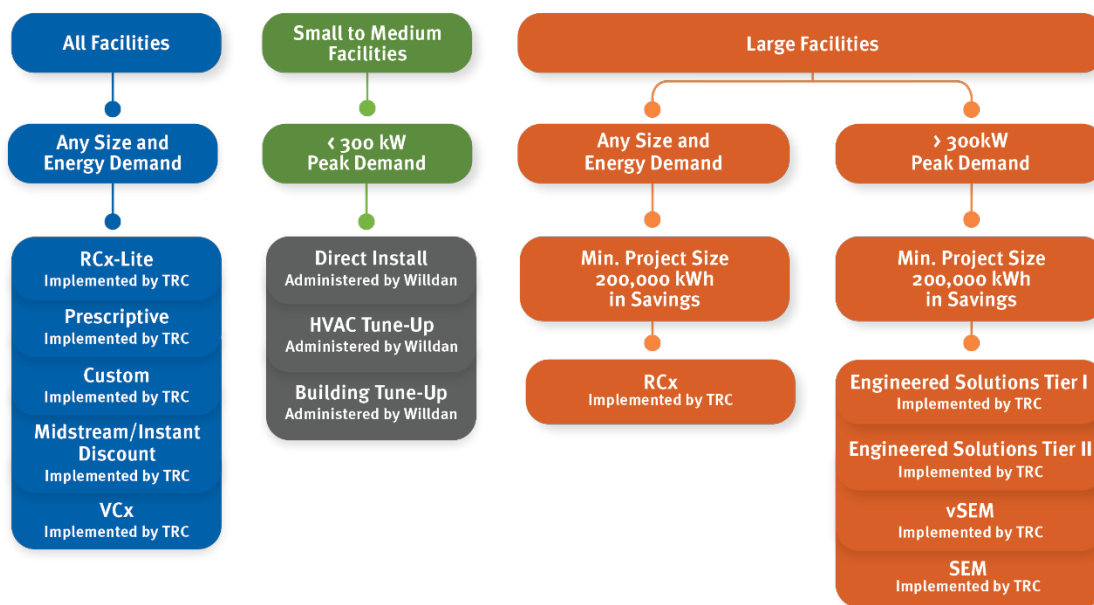 All Facilities
Any Size and
Energy Demand
RCx-Lite
Implemented by TRC
Prescriptive
Implemented by TRC
Custom
Implemented by TRC
Midstream/Instant
Discount
Implemented by TRC
VCx
Implemented by TRC
Small to Medium
Facilities
< 300 kW
Peak Demand
Direct Install
Administered by Willdan
HVAC Tune-Up
Administered by Willdan
Building Tune-Up
Administered by Willdan
Large Facilities
Any Size and
Energy Demand
Min. Project Size
200,000 kWh
in Savings
RCx
Implemented by TRC
> 300kW
Peak Demand
Min. Project Size
200,000 kWh
in Savings
Engineered Solutions Tier I
Implemented by TRC
Engineered Solutions Tier II
Implemented by TRC
vSEM
Implemented by TRC
SEM
Implemented by TRC